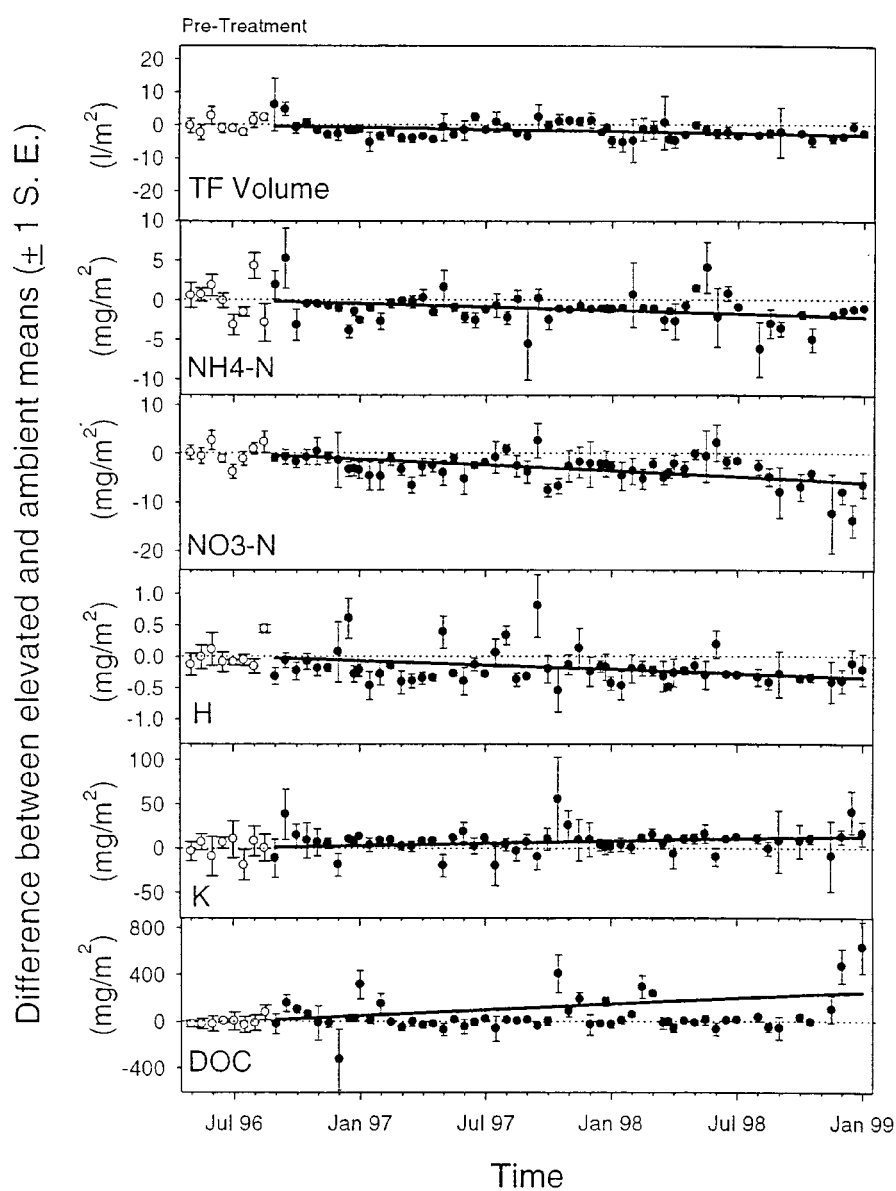 Pre-Treatment
Difference between elevated and ambient means (± 1 S. E.)
20
10
0
-10
-20
(l/m²)
TF Volume
10
5
0
-5
-10
(mg/m²)
NH4-N
10
0
-10
-20
(mg/m²)
NO3-N
1.0
0.5
0.0
-0.5
-1.0
(mg/m²)
H
100
50
0
-50
(mg/m²)
K
800
400
0
-400
(mg/m²)
DOC
Jul 96 Jan 97 Jul 97 Jan 98 Jul 98 Jan 99
Time